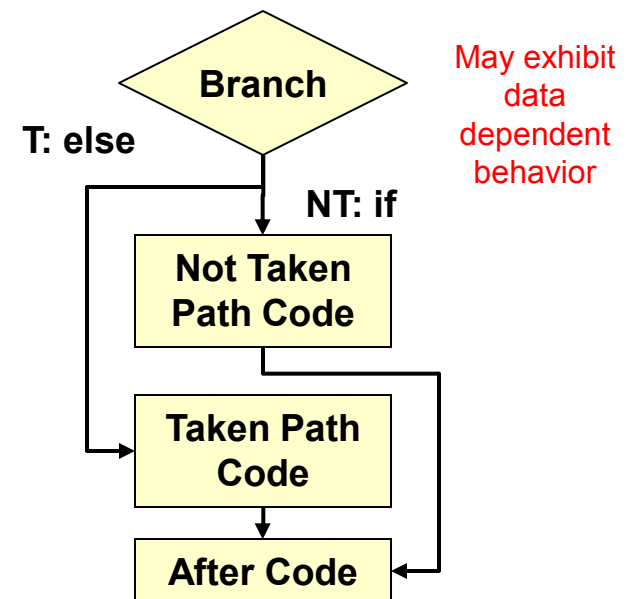 Branch
May exhibit
data
dependent
behavior
T: else
NT: if
Not Taken
Path Code
Taken Path
Code
After Code